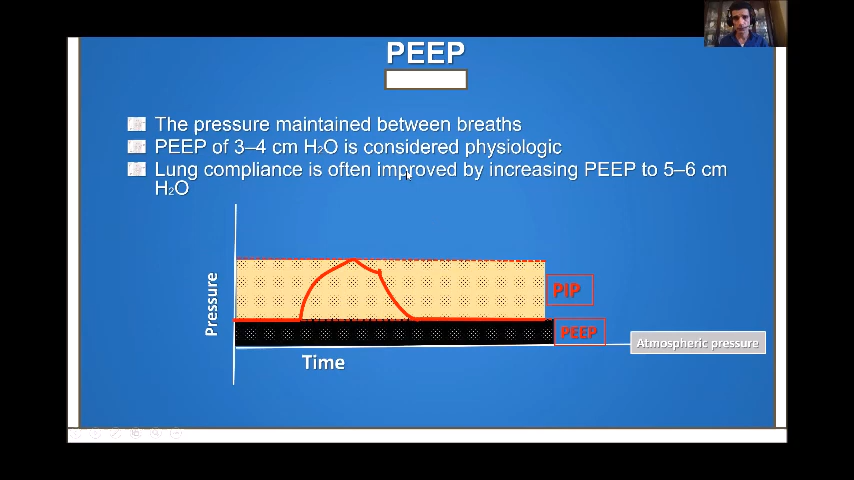 PEEP
The pressure maintained between breaths
PEEP of 3–4 cm H₂O is considered physiologic
Lung compliance is often improved by increasing PEEP to 5–6 cm
H₂O
Pressure
PIP
PEEP
Atmospheric pressure
Time